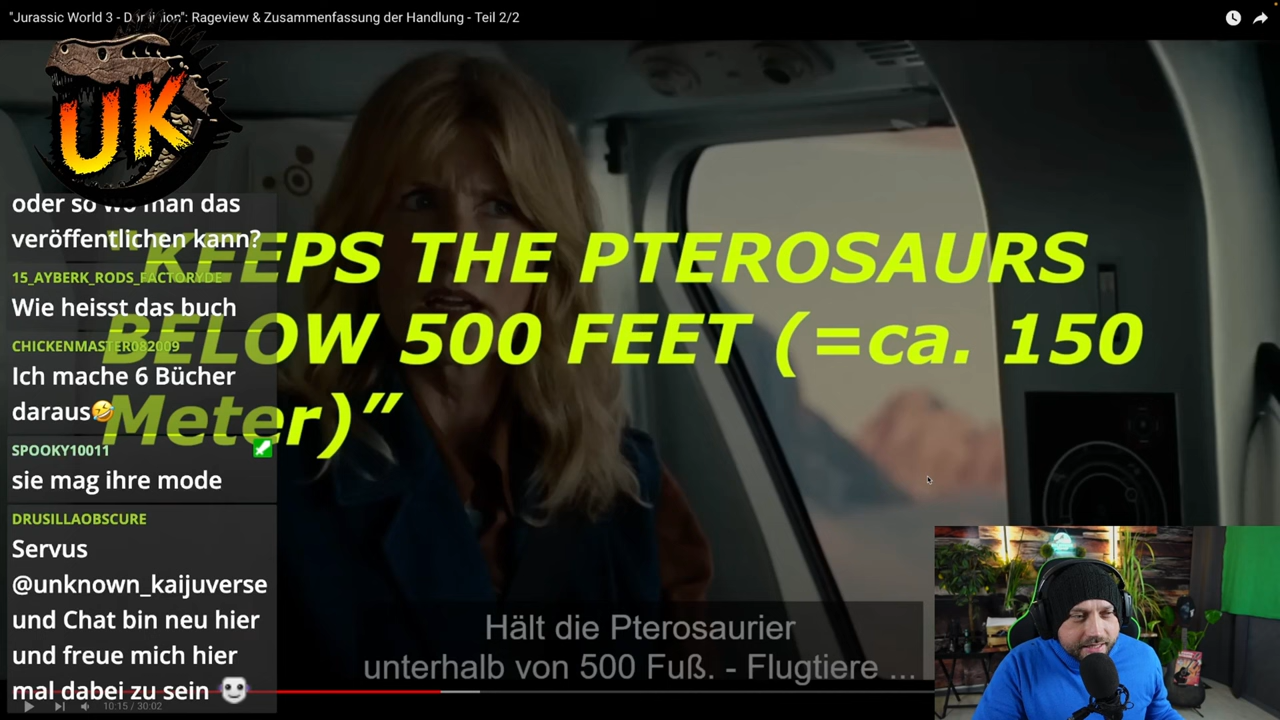 "Jurassic World 3 - Dominion": Rageview & Zusammenfassung der Handlung - Teil 2/2
UK
oder so wo man das
veröffentlichen kann?
15_AYBERK_RODS_FACTORYDE
Wie heisst das buch
CHICKENMASTER082009
Ich mache 6 Bücher
daraus🤣
SPOOKY10011
sie mag ihre mode
DRUSILLAOBSCURE
Servus
@unknown_kaijuverse
und Chat bin neu hier
und freue mich hier
mal dabei zu sein
"KEEPS THE PTEROSAURS
BELOW 500 FEET (=ca. 150
Meter)”
Hält die Pterosaurier
unterhalb von 500 Fuß. - Flugtiere ...
10:15 / 30:02